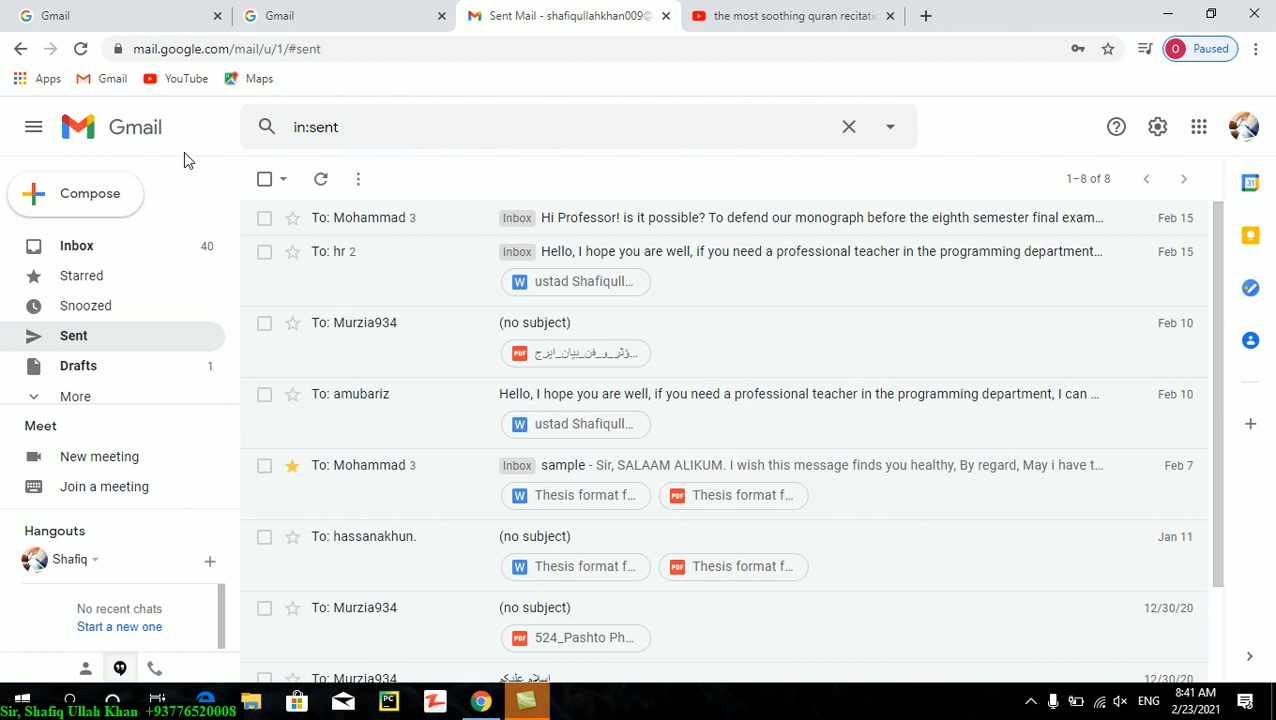 Gmail
Gmail
Sent Mail - shafiqullahkhan009@
the most soothing quran recitati
mail.google.com/mail/u/1/#sent
O Paused
Apps
Gmail
YouTube
Maps
Gmail
in:sent
Compose
1–8 of 8
Inbox 40
Starred
Snoozed
Sent
Drafts 1
More
Meet
New meeting
Join a meeting
Hangouts
Shafiq
No recent chats
Start a new one
To: Mohammad 3 Inbox Hi Professor! is it possible? To defend our monograph before the eighth semester final exam... Feb 15
To: hr 2 Inbox Hello, I hope you are well, if you need a professional teacher in the programming department... Feb 15
W ustad Shafiqull...
To: Murzia934 (no subject) Feb 10
PDF ...ؤثر_و_فن_بیان_ایرج
To: amubariz Hello, I hope you are well, if you need a professional teacher in the programming department, I can ... Feb 10
W ustad Shafiqull...
To: Mohammad 3 Inbox sample - Sir, SALAAM ALIKUM. I wish this message finds you healthy, By regard, May i have t... Feb 7
W Thesis format f... PDF Thesis format f...
To: hassanakhun. (no subject) Jan 11
W Thesis format f... PDF Thesis format f...
To: Murzia934 (no subject) 12/30/20
PDF 524_Pashto Ph...
To: Murzia934 اسلام علیکم 12/30/20
31
PC
Z
ENG
8:41 AM
2/23/2021
Sir, Shafiq Ullah Khan +93776520008